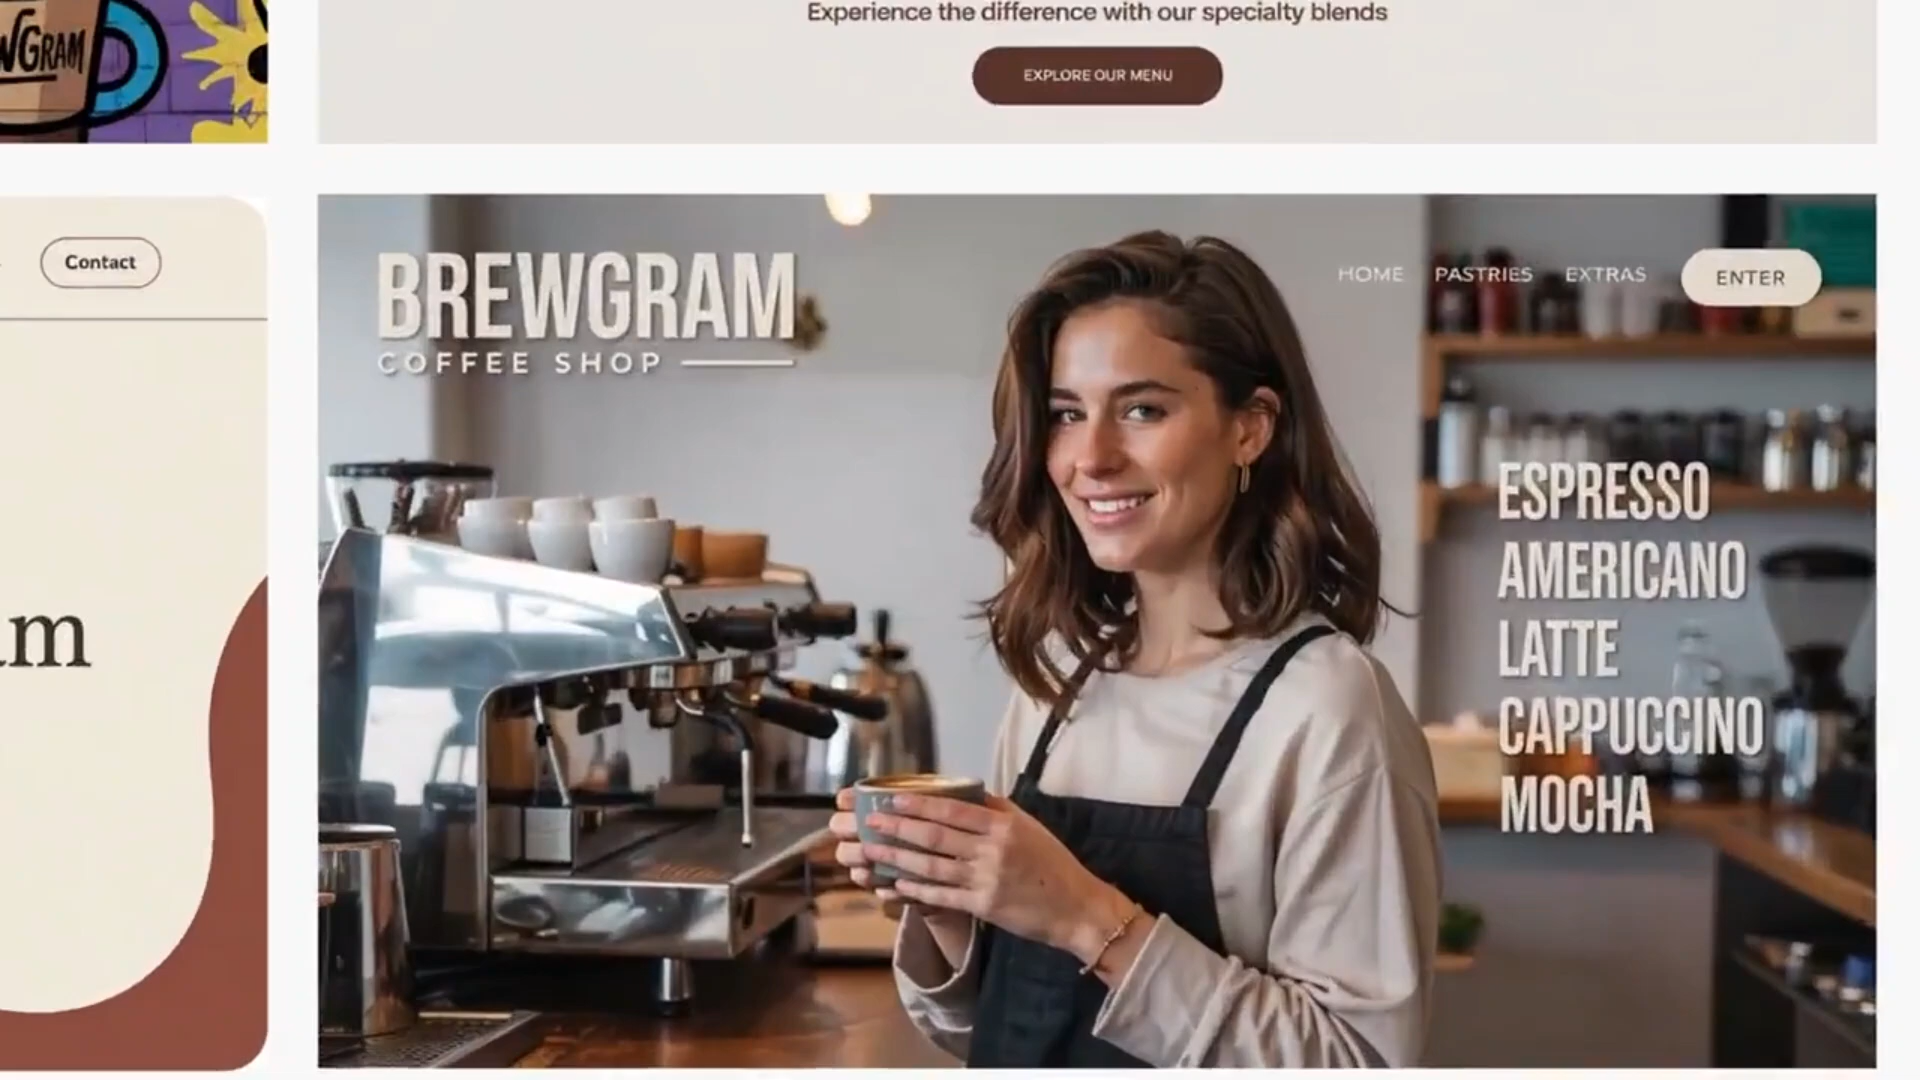 Experience the difference with our specialty blends
EXPLORE OUR MENU
Contact
BREWGRAM
COFFEE SHOP
HOME PASTRIES EXTRAS ENTER
ESPRESSO
AMERICANO
LATTE
CAPPUCCINO
MOCHA